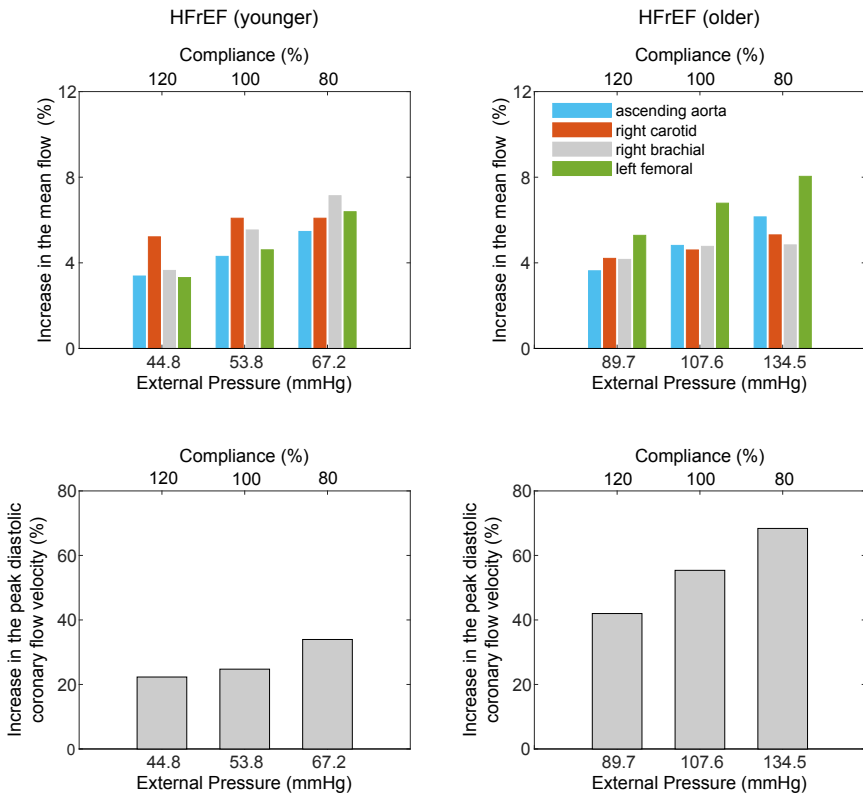 HFrEF (younger)
Compliance (%)
120 100 80
12
8
4
0
Increase in the mean flow (%)
44.8 53.8 67.2
External Pressure (mmHg)
HFrEF (older)
Compliance (%)
120 100 80
12
8
4
0
Increase in the mean flow (%)
ascending aorta
right carotid
right brachial
left femoral
89.7 107.6 134.5
External Pressure (mmHg)
Compliance (%)
120 100 80
80
60
40
20
0
Increase in the peak diastolic
coronary flow velocity (%)
44.8 53.8 67.2
External Pressure (mmHg)
Compliance (%)
120 100 80
80
60
40
20
0
Increase in the peak diastolic
coronary flow velocity (%)
89.7 107.6 134.5
External Pressure (mmHg)